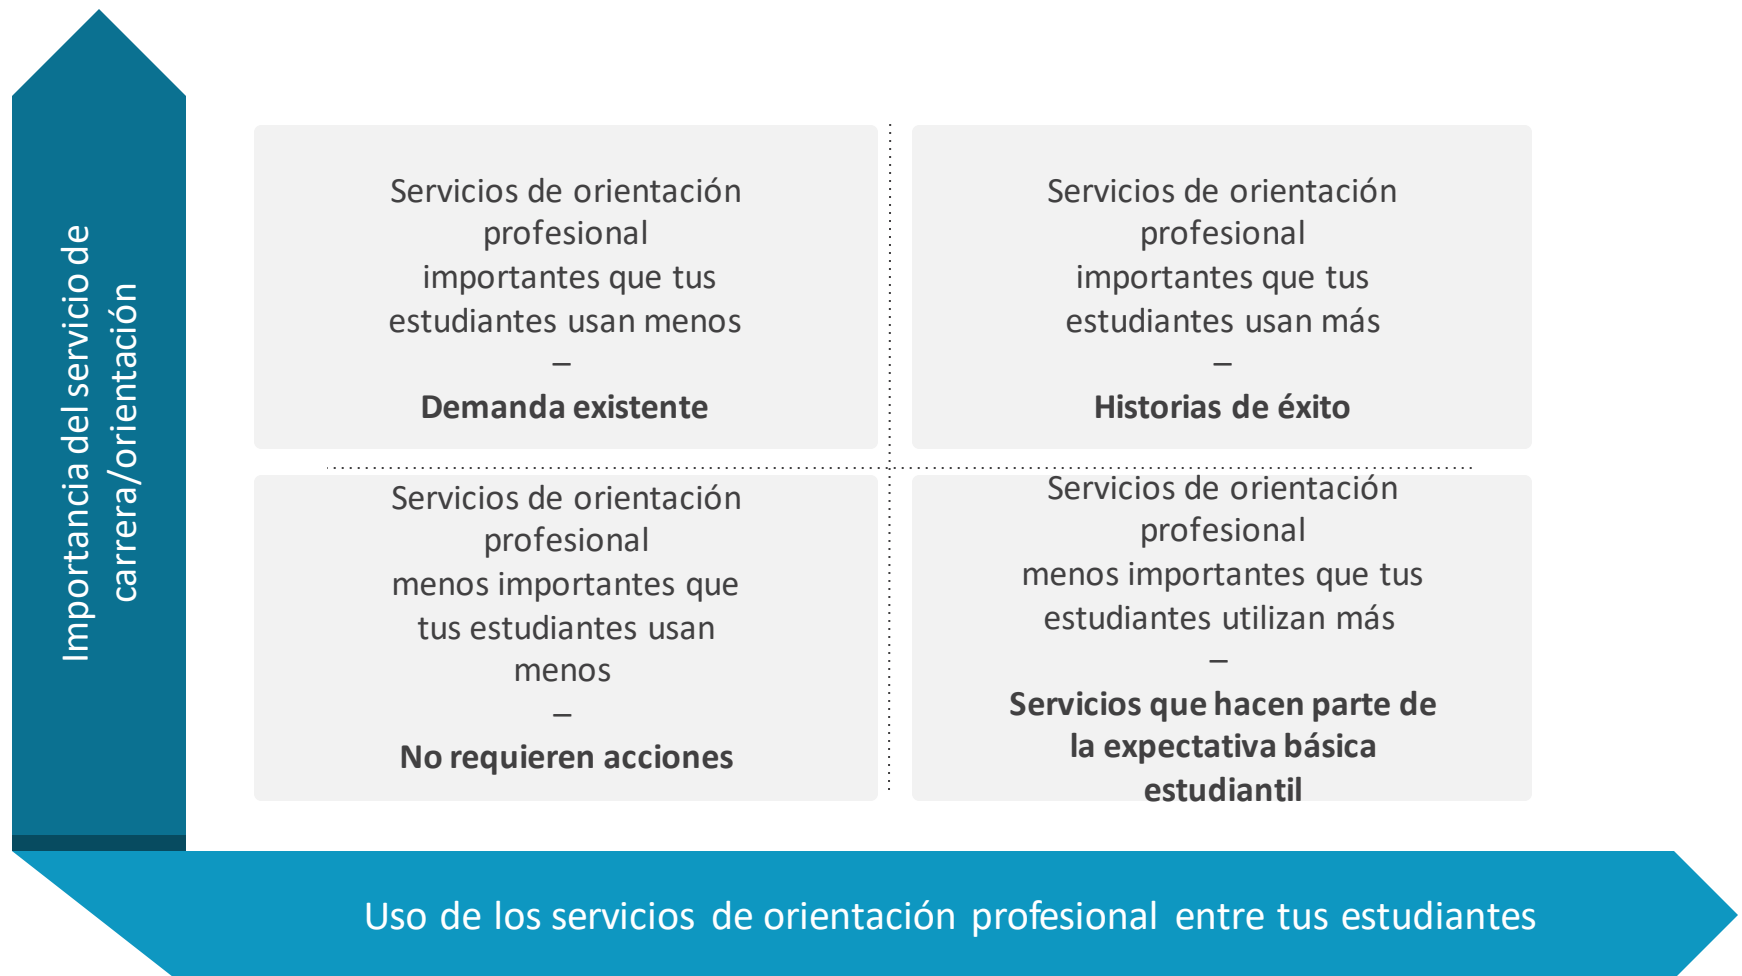 Importancia del servicio de
carrera/orientación
Servicios de orientación
profesional
importantes que tus
estudiantes usan menos
–
Demanda existente
Servicios de orientación
profesional
importantes que tus
estudiantes usan más
–
Historias de éxito
Servicios de orientación
profesional
menos importantes que
tus estudiantes usan
menos
–
No requieren acciones
Servicios de orientación
profesional
menos importantes que tus
estudiantes utilizan más
–
Servicios que hacen parte de
la expectativa básica
estudiantil
Uso de los servicios de orientación profesional entre tus estudiantes